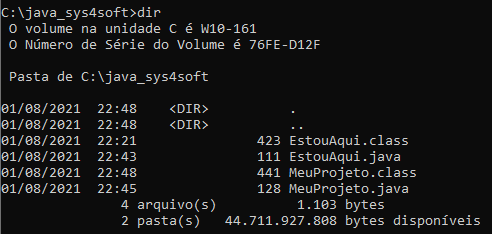 C:\java_sys4soft>dir
 O volume na unidade C é W10-161
 O Número de Série do Volume é 76FE-D12F
 Pasta de C:\java_sys4soft
01/08/2021  22:48    <DIR>          .
01/08/2021  22:48    <DIR>          ..
01/08/2021  22:21               423 EstouAqui.class
01/08/2021  22:43               111 EstouAqui.java
01/08/2021  22:48               441 MeuProjeto.class
01/08/2021  22:45               128 MeuProjeto.java
               4 arquivo(s)          1.103 bytes
               2 pasta(s)   44.711.927.808 bytes disponíveis